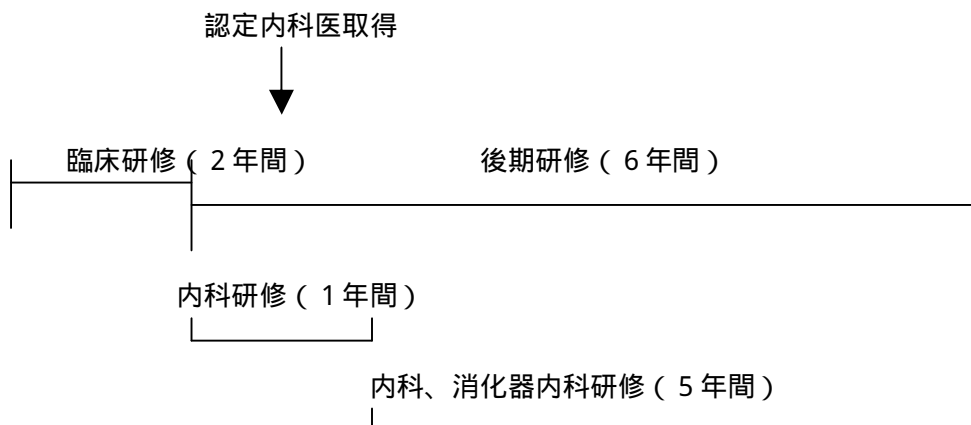 認定内科医取得
臨床研修（２年間）
後期研修（６年間）
内科研修（１年間）
内科、消化器内科研修（５年間）